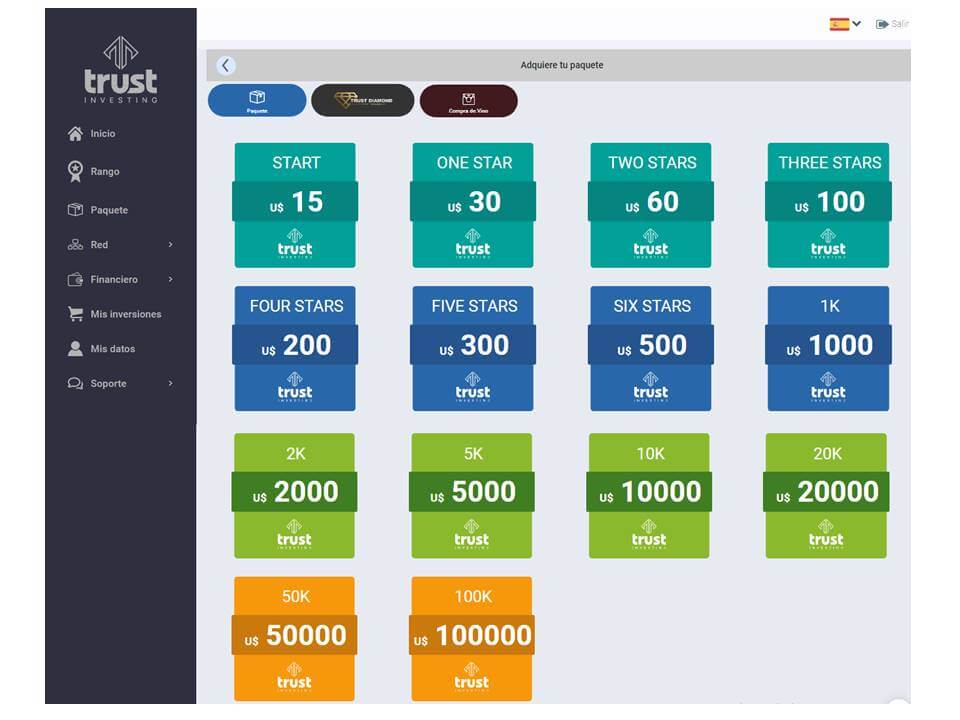 Salir
trust
INVESTING
Adquiere tu paquete
Paquete
TRUST DIAMOND
Compra de Vino
Inicio
Rango
Paquete
Red
Financiero
Mis inversiones
Mis datos
Soporte
START
U$ 15
trust
INVESTING
ONE STAR
U$ 30
trust
INVESTING
TWO STARS
U$ 60
trust
INVESTING
THREE STARS
U$ 100
trust
INVESTING
FOUR STARS
U$ 200
trust
INVESTING
FIVE STARS
U$ 300
trust
INVESTING
SIX STARS
U$ 500
trust
INVESTING
1K
U$ 1000
trust
INVESTING
2K
U$ 2000
trust
INVESTING
5K
U$ 5000
trust
INVESTING
10K
U$ 10000
trust
INVESTING
20K
U$ 20000
trust
INVESTING
50K
U$ 50000
trust
INVESTING
100K
U$ 100000
trust
INVESTING